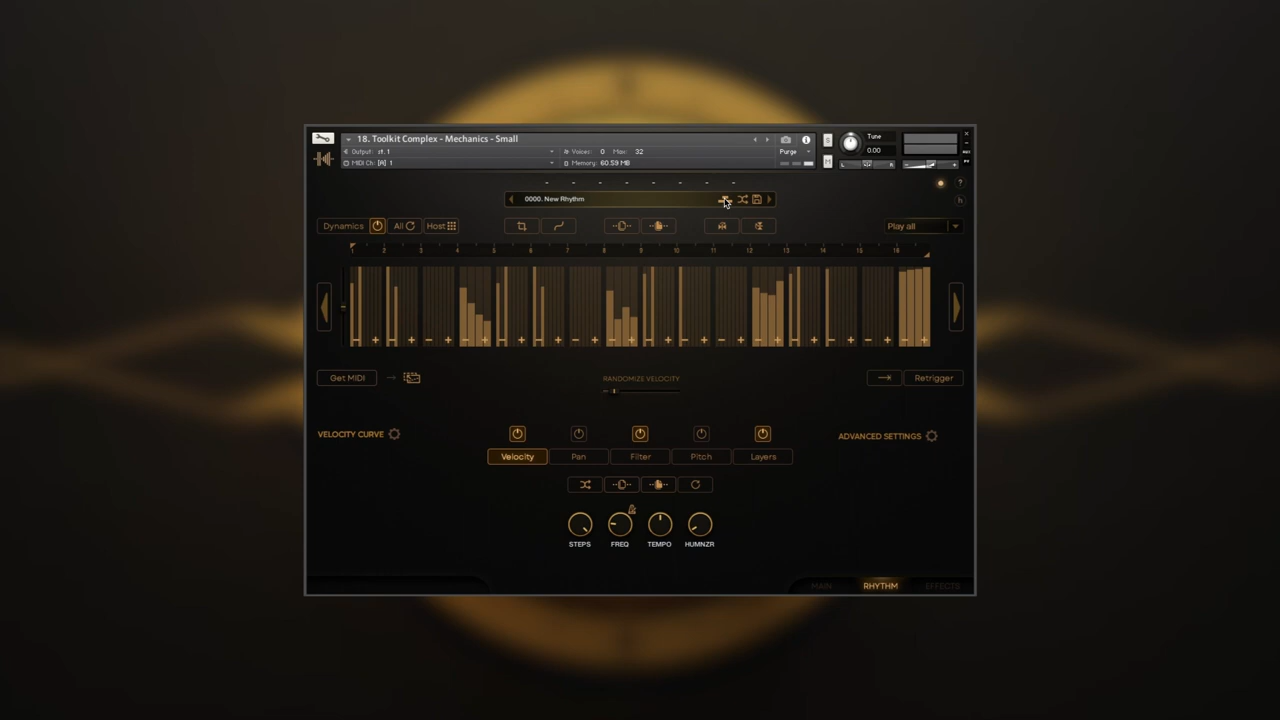 18. Toolkit Complex - Mechanics - Small
Output: st.1
Voices: 0 Max: 32
Purge
MIDI Ch: [A] 1
Memory: 60.59 MB
S
M
Tune
0.00
L R
0000. New Rhythm
?
h
Dynamics
All
Host
Play all
1 2 3 4 5 6 7 8 9 10 11 12 13 14 15 16
Get MIDI
RANDOMIZE VELOCITY
Retrigger
VELOCITY CURVE
ADVANCED SETTINGS
Velocity
Pan
Filter
Pitch
Layers
STEPS
FREQ
TEMPO
HUMNZR
MAIN
RHYTHM
EFFECTS